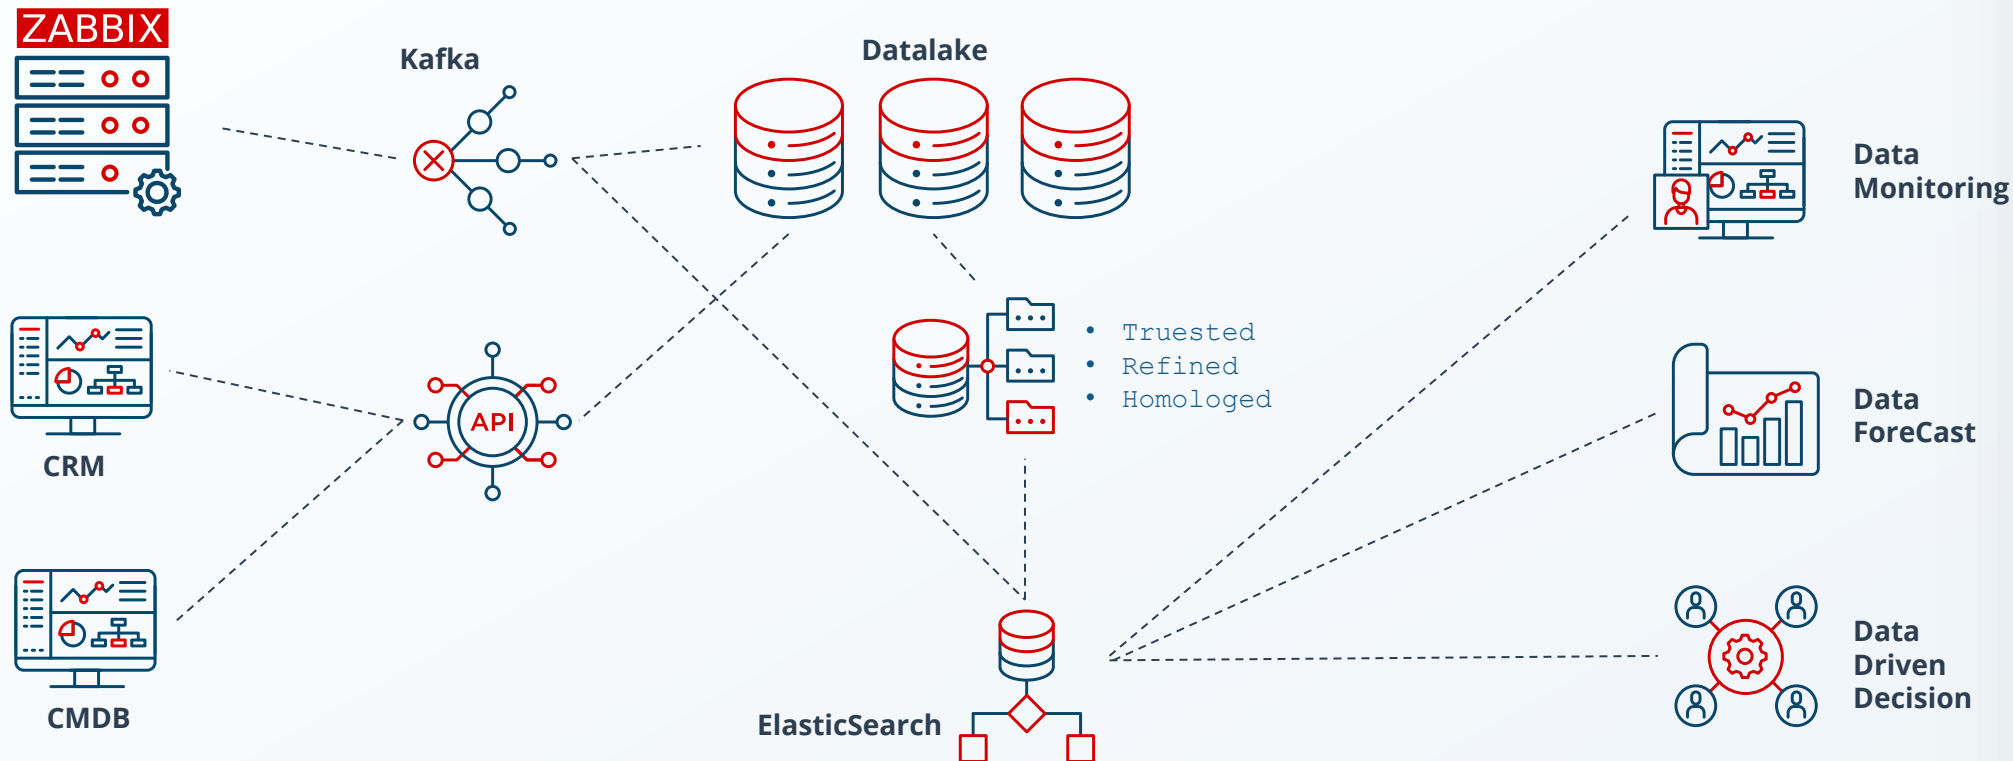 ZABBIX
Kafka
Datalake
Data
Monitoring
• Truested
• Refined
• Homologed
CRM
API
Data
ForeCast
CMDB
ElasticSearch
Data
Driven
Decision